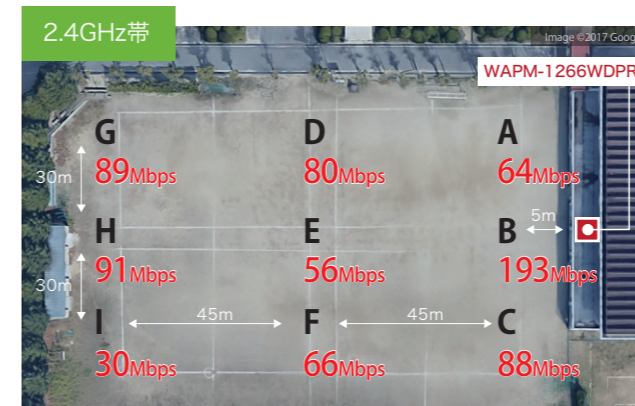 2.4GHz帯
Image ©2017 Goog
WAPM-1266WDPR
G
D
A
89Mbps
80Mbps
64Mbps
30m
5m
H
E
B
91Mbps
56Mbps
193Mbps
30m
45m
45m
I
F
C
30Mbps
66Mbps
88Mbps